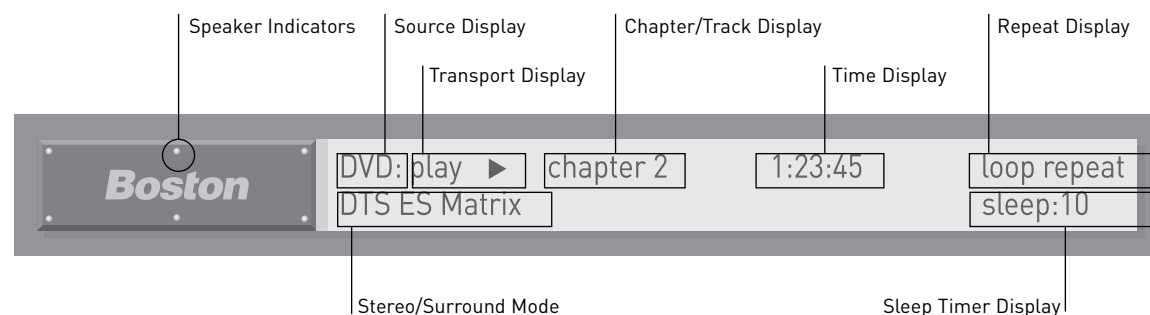 Speaker Indicators Source Display Chapter/Track Display Repeat Display
Transport Display Time Display
DVD: play ▶ chapter 2 1:23:45 loop repeat
Boston
DTS ES Matrix sleep:10
Stereo/Surround Mode Sleep Timer Display